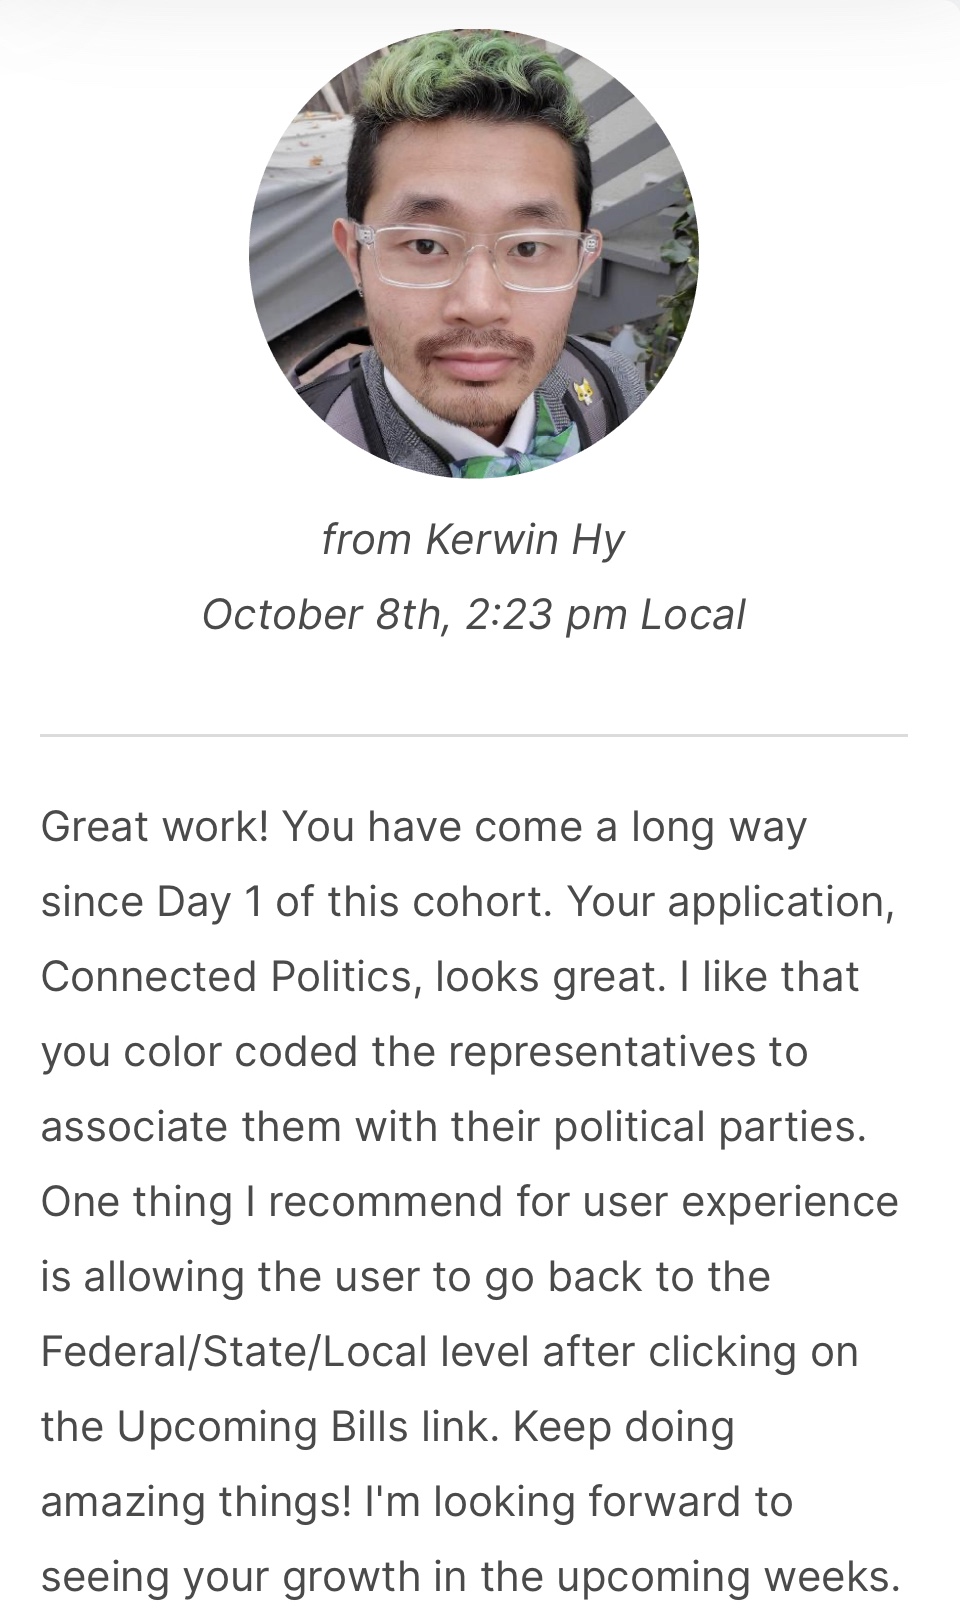 from Kerwin Hy
October 8th, 2:23 pm Local
Great work! You have come a long way
since Day 1 of this cohort. Your application,
Connected Politics, looks great. I like that
you color coded the representatives to
associate them with their political parties.
One thing I recommend for user experience
is allowing the user to go back to the
Federal/State/Local level after clicking on
the Upcoming Bills link. Keep doing
amazing things! I'm looking forward to
seeing your growth in the upcoming weeks.